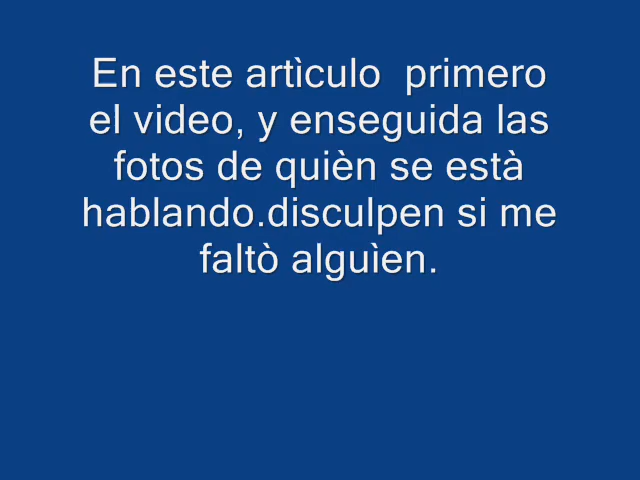 En este artìculo  primero
el video, y enseguida las
fotos de quièn se està
hablando.disculpen si me
faltò alguìen.